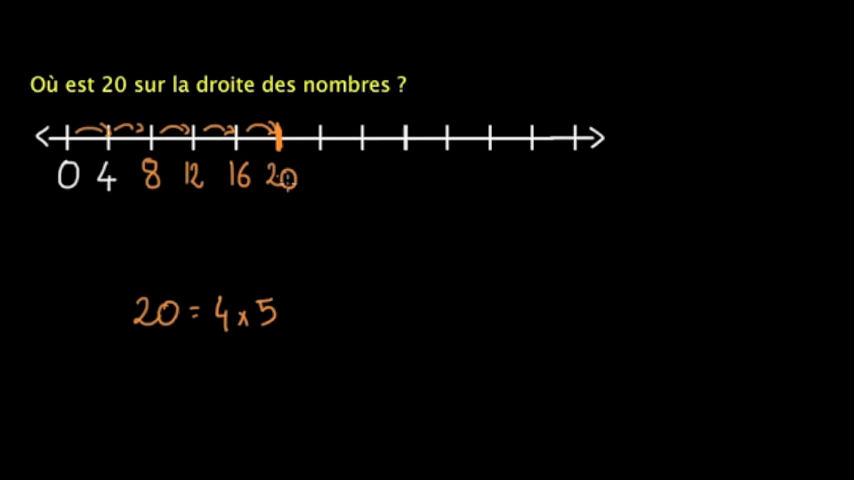 Où est 20 sur la droite des nombres ?
0 4 8 12 16 20
20 = 4 x 5